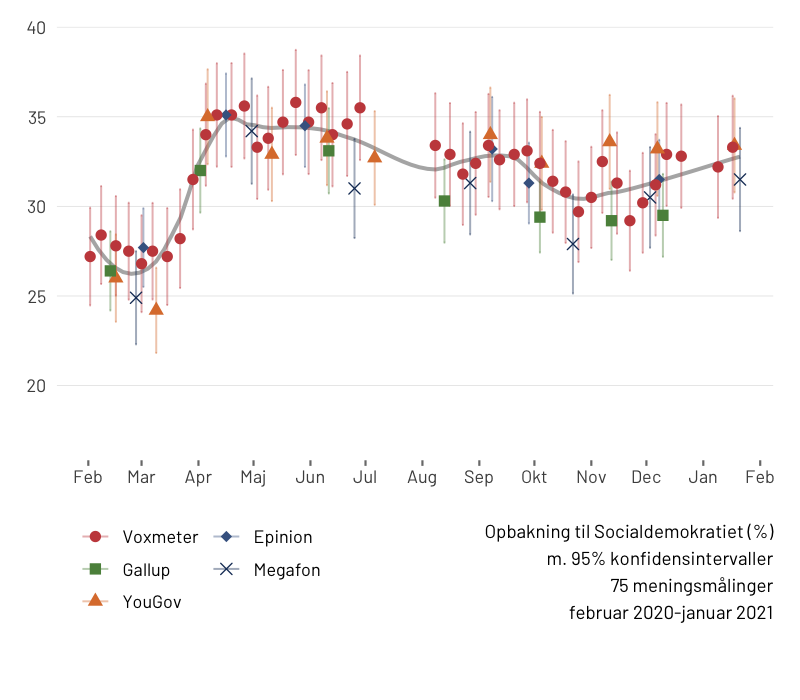 40
35
30
25
20
Feb Mar Apr Maj Jun Jul Aug Sep Okt Nov Dec Jan Feb
Voxmeter Epinion
Gallup Megafon
YouGov
Opbakning til Socialdemokratiet (%)
m. 95% konfidensintervaller
75 meningsmålinger
februar 2020-januar 2021